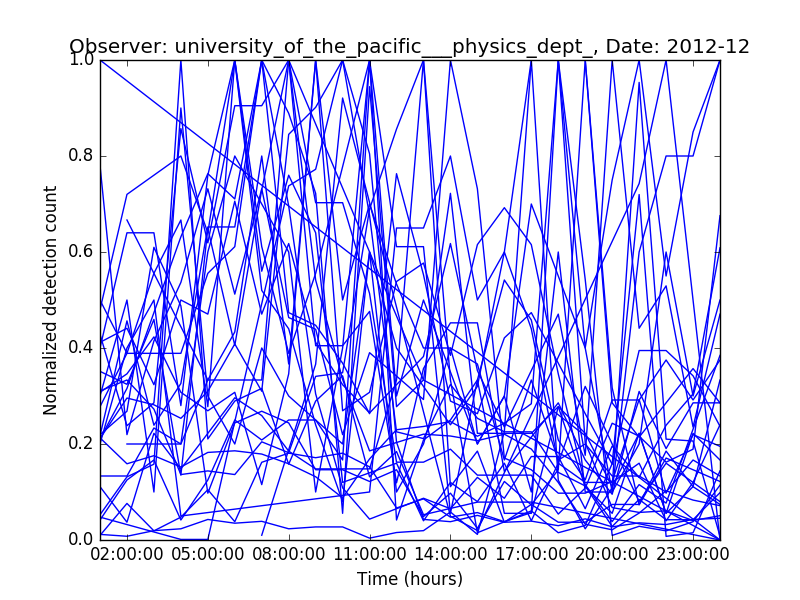 Observer: university_of_the_pacific___physics_dept_, Date: 2012-12
1.0
0.8
0.6
0.4
0.2
0.0
Normalized detection count
02:00:00 05:00:00 08:00:00 11:00:00 14:00:00 17:00:00 20:00:00 23:00:00
Time (hours)